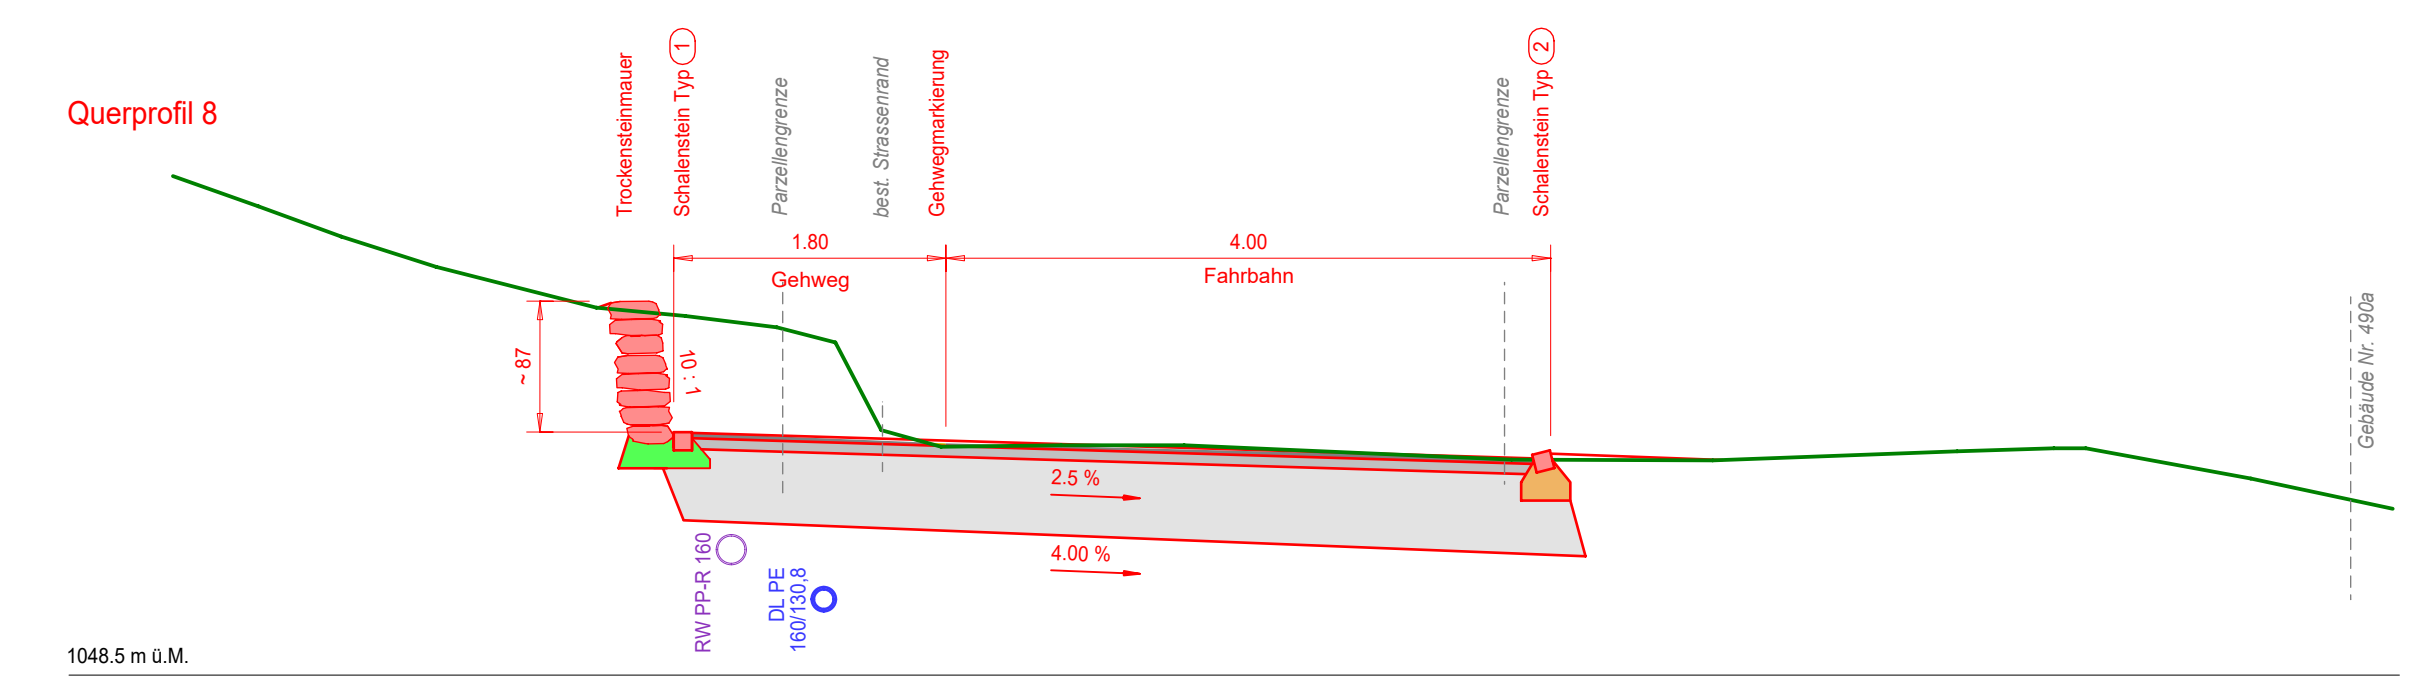 Querprofil 8
Trockensteinmauer
Schalenstein Typ 1
Parzellengrenze
best. Strassenrand
Gehwegmarkierung
Parzellengrenze
Schalenstein Typ 2
1.80
4.00
Gehweg
Fahrbahn
~ 87
10 : 1
Gebäude Nr. 490a
2.5 %
4.00 %
RW PP-R 160
DL PE
160/130,8
1048.5 m ü.M.